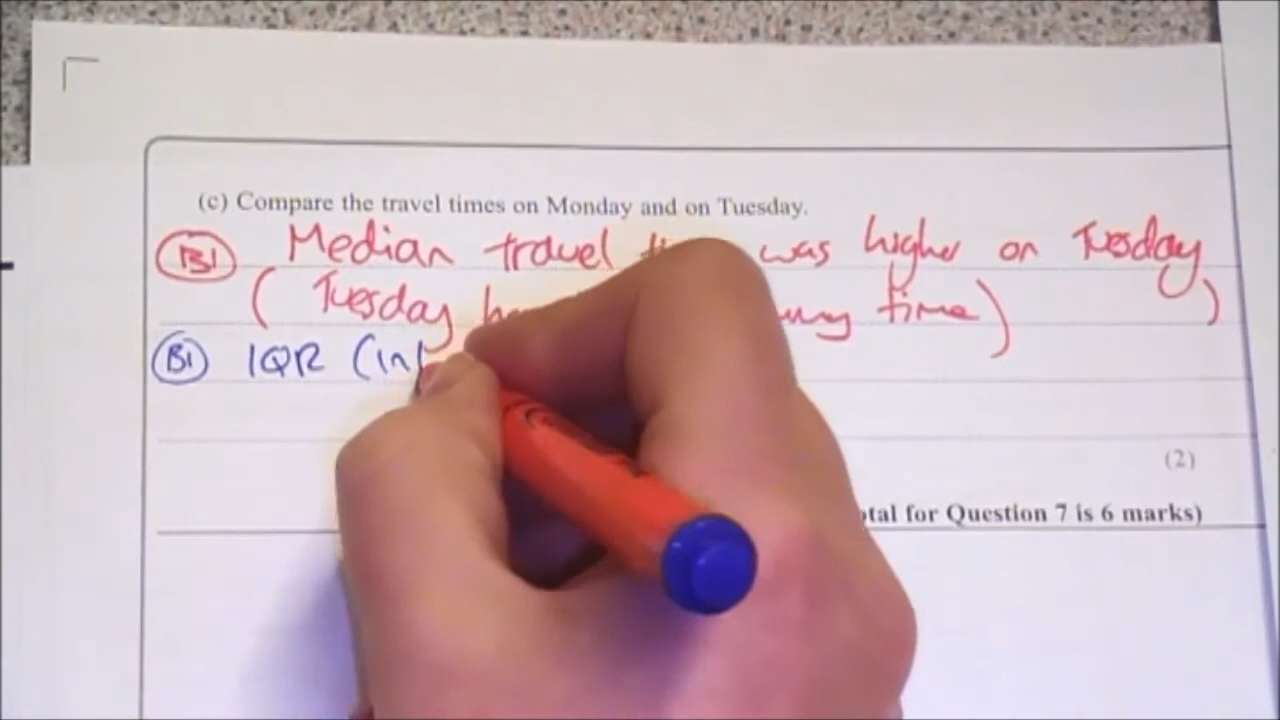 (c) Compare the travel times on Monday and on Tuesday.
B1 Median travel was higher on Tuesday
( Tuesday time) )
B1 IQR (in
(2)
for Question 7 is 6 marks)